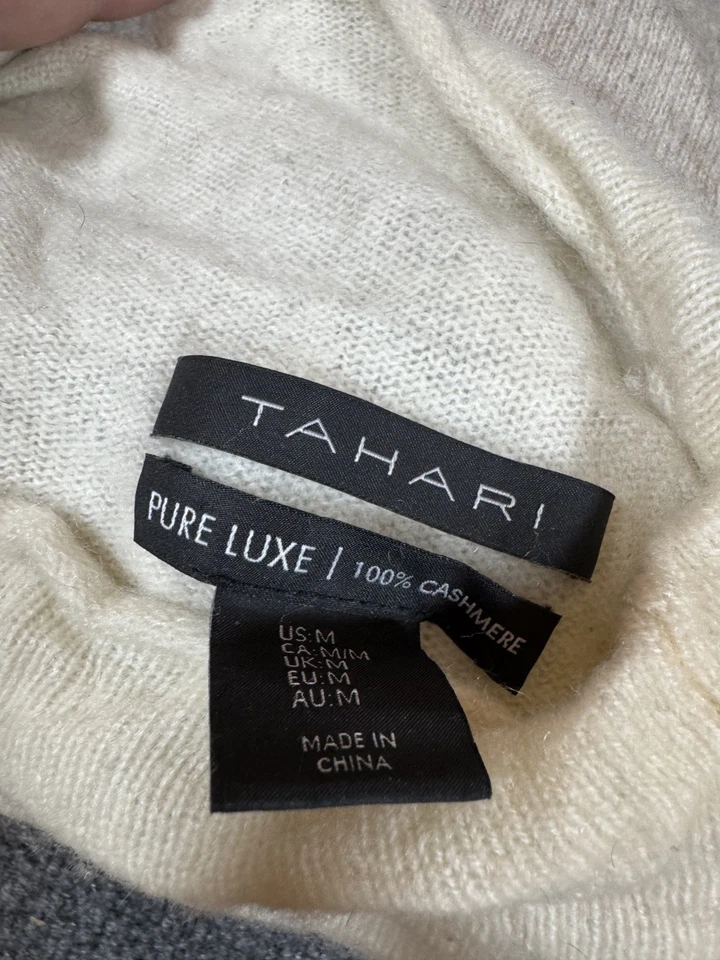 TAHARI
PURE LUXE | 100% CASHMERE
US:M
CA:M/M
UK:M
EU:M
AU:M
MADE IN
CHINA